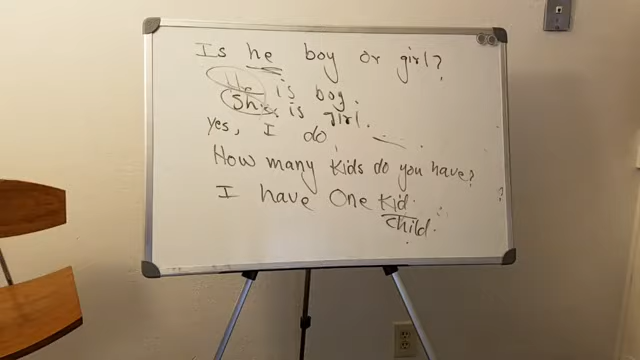 Is he boy or girl?
He is boy.
She is girl.
Yes, I do.
How many kids do you have?
I have One Kid.
child.